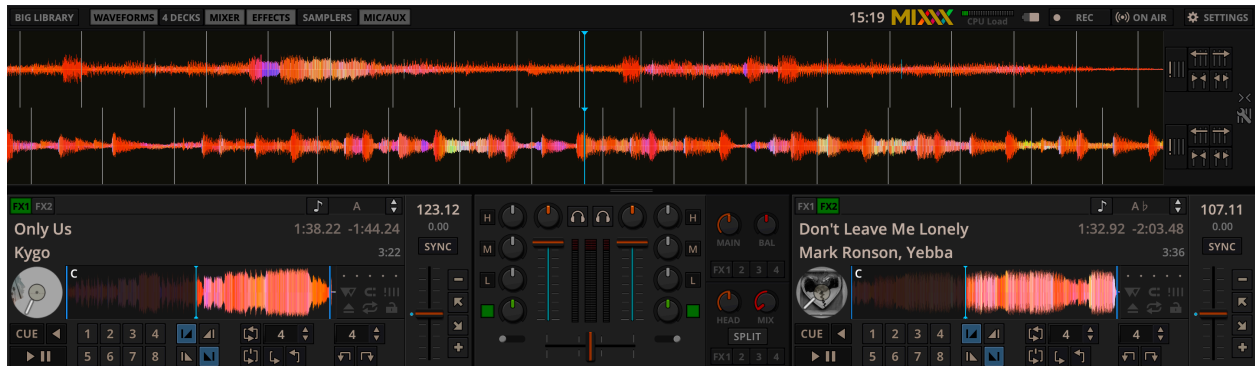 BIG LIBRARY WAVEFORMS 4 DECKS MIXER EFFECTS SAMPLERS MIC/AUX 15:19 MIXXX CPU Load REC ON AIR SETTINGS
FX1 FX2 A 123.12
Only Us 1:38.22 -1:44.24 0.00
Kygo 3:22 SYNC
C
CUE 1 2 3 4 4 4
5 6 7 8
H H
M M
L L
MAIN BAL
FX1 2 3 4
HEAD MIX
SPLIT
FX1 2 3 4
FX1 FX2 A♭ 107.11
Don't Leave Me Lonely 1:32.92 -2:03.48 0.00
Mark Ronson, Yebba 3:36 SYNC
C
CUE 1 2 3 4 4 4
5 6 7 8